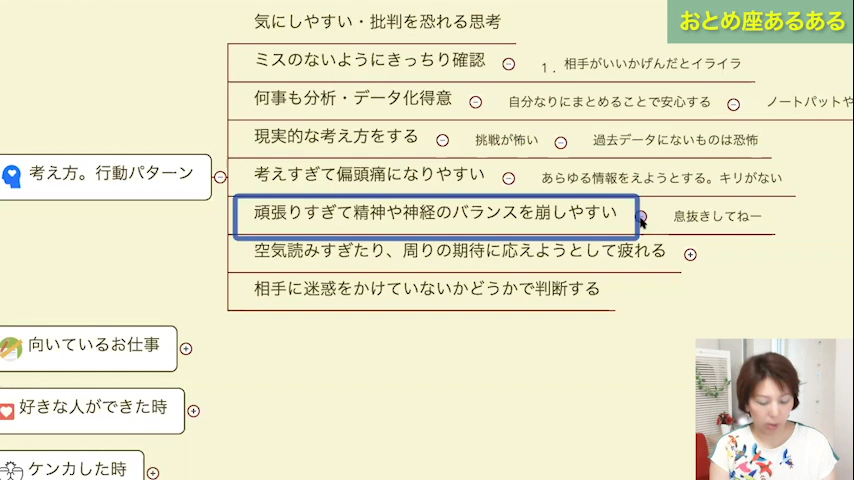 おとめ座あるある
気にしやすい・批判を恐れる思考
ミスのないようにきっちり確認
1．相手がいいかげんだとイライラ
何事も分析・データ化得意
自分なりにまとめることで安心する
ノートパットや
現実的な考え方をする
挑戦が怖い
過去データにないものは恐怖
考え方。行動パターン
考えすぎて偏頭痛になりやすい
あらゆる情報をえようとする。キリがない
頑張りすぎて精神や神経のバランスを崩しやすい
息抜きしてねー
空気読みすぎたり、周りの期待に応えようとして疲れる
相手に迷惑をかけていないかどうかで判断する
向いているお仕事
好きな人ができた時
ケンカした時